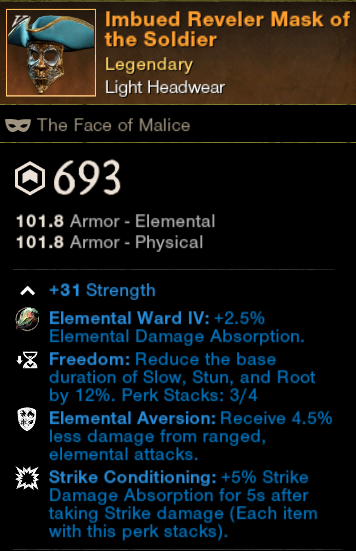 Imbued Reveler Mask of
the Soldier
Legendary
Light Headwear
The Face of Malice
693
101.8 Armor - Elemental
101.8 Armor - Physical
+31 Strength
Elemental Ward IV: +2.5%
Elemental Damage Absorption.
Freedom: Reduce the base
duration of Slow, Stun, and Root
by 12%. Perk Stacks: 3/4
Elemental Aversion: Receive 4.5%
less damage from ranged,
elemental attacks.
Strike Conditioning: +5% Strike
Damage Absorption for 5s after
taking Strike damage (Each item
with this perk stacks).